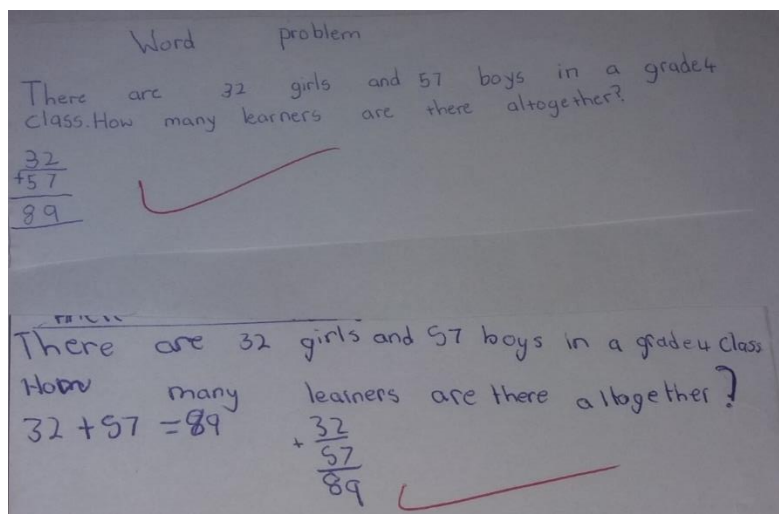 Word problem
There are 32 girls and 57 boys in a grade4
class.How many learners are there altogether?
32
+57
89
There are 32 girls and 57 boys in a grade4 class
How many learners are there altogether?
32 + 57 = 89
32
+
57
89